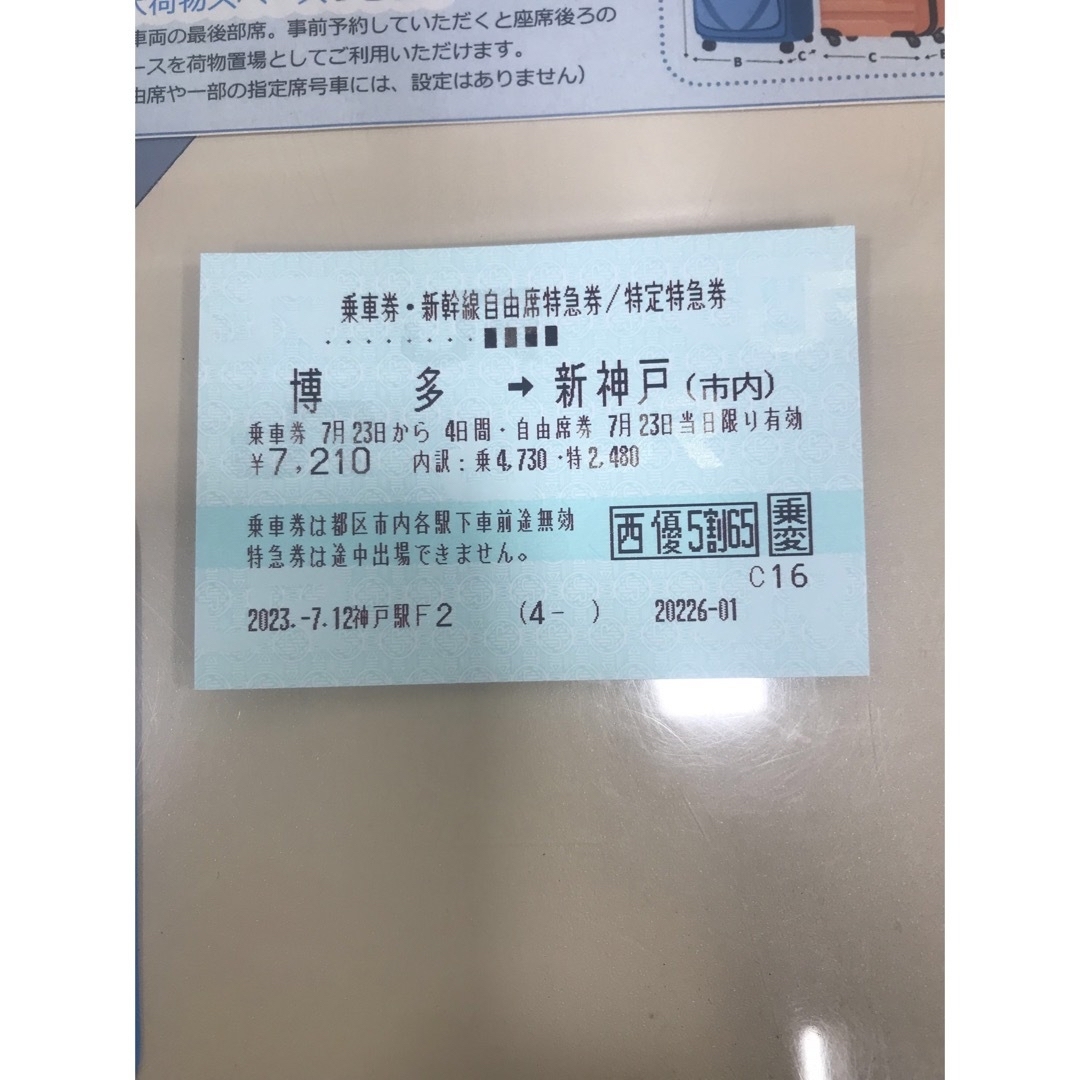 荷物スペース
車両の最後部席。事前予約していただくと座席後ろの
ースを荷物置場としてご利用いただけます。
由席や一部の指定席号車には、設定はありません）
B C C
乗車券・新幹線自由席特急券/特定特急券
博多 → 新神戸(市内)
乗車券 7月23日から 4日間・自由席券 7月23日当日限り有効
¥7,210 内訳:乗4,730・特2,480
乗車券は都区市内各駅下車前途無効
特急券は途中出場できません。
西 優 5割65 乗変
C16
2023.-7.12神戸駅F2 (4- ) 20226-01